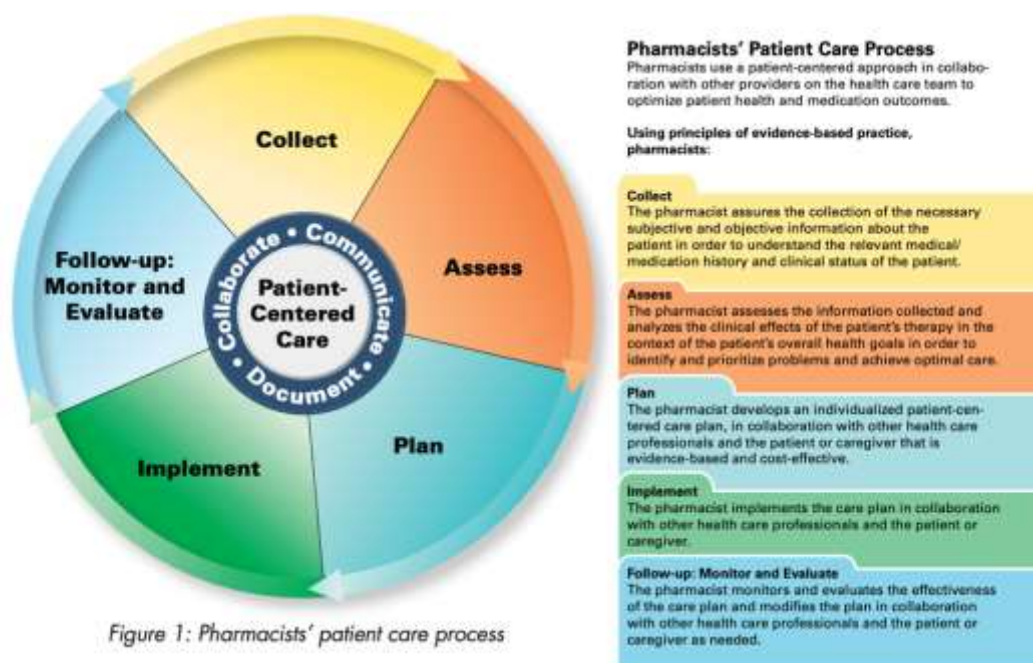 Collect
Assess
Plan
Implement
Follow-up:
Monitor and
Evaluate
Collaborate • Communicate • Document •
Patient-
Centered
Care
Figure 1: Pharmacists' patient care process
Pharmacists' Patient Care Process
Pharmacists use a patient-centered approach in collabo-
ration with other providers on the health care team to
optimize patient health and medication outcomes.
Using principles of evidence-based practice,
pharmacists:
Collect
The pharmacist assures the collection of the necessary
subjective and objective information about the
patient in order to understand the relevant medical/
medication history and clinical status of the patient.
Assess
The pharmacist assesses the information collected and
analyzes the clinical effects of the patient's therapy in the
context of the patient's overall health goals in order to
identify and prioritize problems and achieve optimal care.
Plan
The pharmacist develops an individualized patient-cen-
tered care plan, in collaboration with other health care
professionals and the patient or caregiver that is
evidence-based and cost-effective.
Implement
The pharmacist implements the care plan in collaboration
with other health care professionals and the patient or
caregiver.
Follow-up: Monitor and Evaluate
The pharmacist monitors and evaluates the effectiveness
of the care plan and modifies the plan in collaboration
with other health care professionals and the patient or
caregiver as needed.